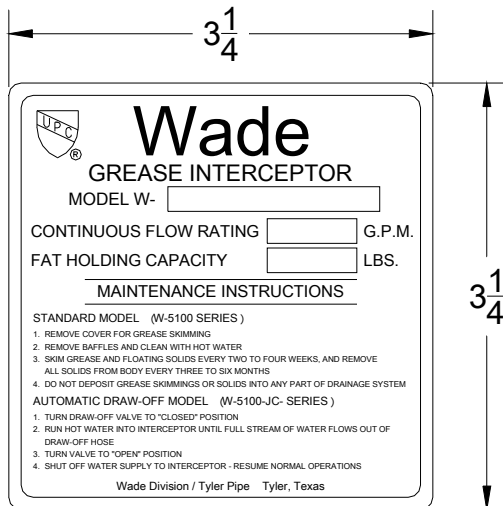 3 1/4
UPC
®
Wade
GREASE INTERCEPTOR
MODEL W-
CONTINUOUS FLOW RATING G.P.M.
FAT HOLDING CAPACITY LBS.
MAINTENANCE INSTRUCTIONS
3 1/4
STANDARD MODEL (W-5100 SERIES )
1. REMOVE COVER FOR GREASE SKIMMING
2. REMOVE BAFFLES AND CLEAN WITH HOT WATER
3. SKIM GREASE AND FLOATING SOLIDS EVERY TWO TO FOUR WEEKS, AND REMOVE
ALL SOLIDS FROM BODY EVERY THREE TO SIX MONTHS
4. DO NOT DEPOSIT GREASE SKIMMINGS OR SOLIDS INTO ANY PART OF DRAINAGE SYSTEM
AUTOMATIC DRAW-OFF MODEL (W-5100-JC- SERIES )
1. TURN DRAW-OFF VALVE TO "CLOSED" POSITION
2. RUN HOT WATER INTO INTERCEPTOR UNTIL FULL STREAM OF WATER FLOWS OUT OF
DRAW-OFF HOSE
3. TURN VALVE TO "OPEN" POSITION
4. SHUT OFF WATER SUPPLY TO INTERCEPTOR - RESUME NORMAL OPERATIONS
Wade Division / Tyler Pipe Tyler, Texas